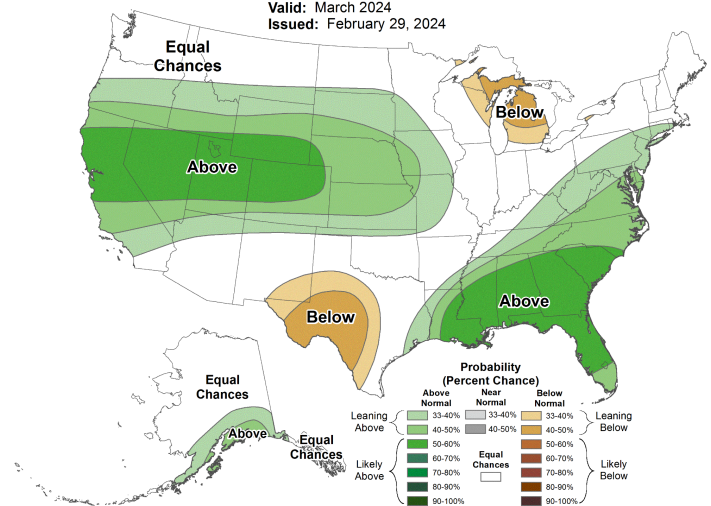 Valid: March 2024
Issued: February 29, 2024
Equal
Chances
Below
Above
Above
Below
Equal
Chances
Above
Equal
Chances
Probability
(Percent Chance)
Above
Normal
Near
Normal
Below
Normal
Leaning
Above
33-40%
33-40%
33-40%
Leaning
Below
40-50%
40-50%
40-50%
Likely
Above
50-60%
60-70%
70-80%
80-90%
90-100%
Equal
Chances
50-60%
60-70%
70-80%
80-90%
90-100%
Likely
Below